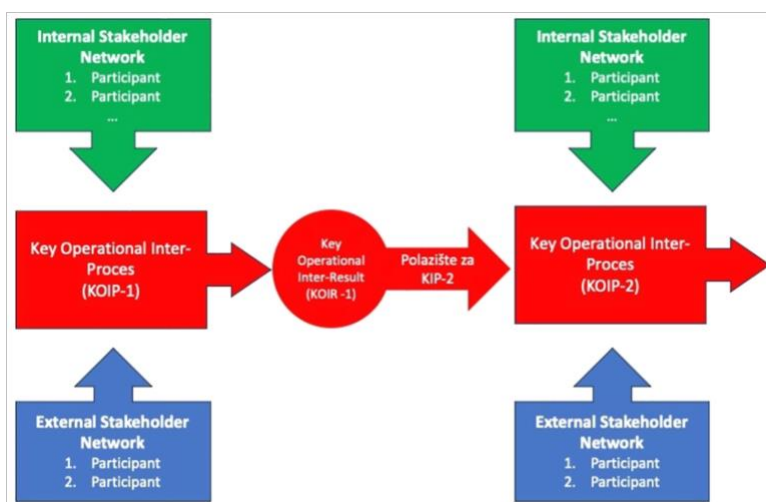 Internal Stakeholder
Network
1. Participant
2. Participant
...
Internal Stakeholder
Network
1. Participant
2. Participant
...
Key Operational Inter-
Proces
(KOIP-1)
Key
Operational
Inter-Result
(KOIR -1)
Polazište za
KIP-2
Key Operational Inter-
Proces
(KOIP-2)
External Stakeholder
Network
1. Participant
2. Participant
External Stakeholder
Network
1. Participant
2. Participant